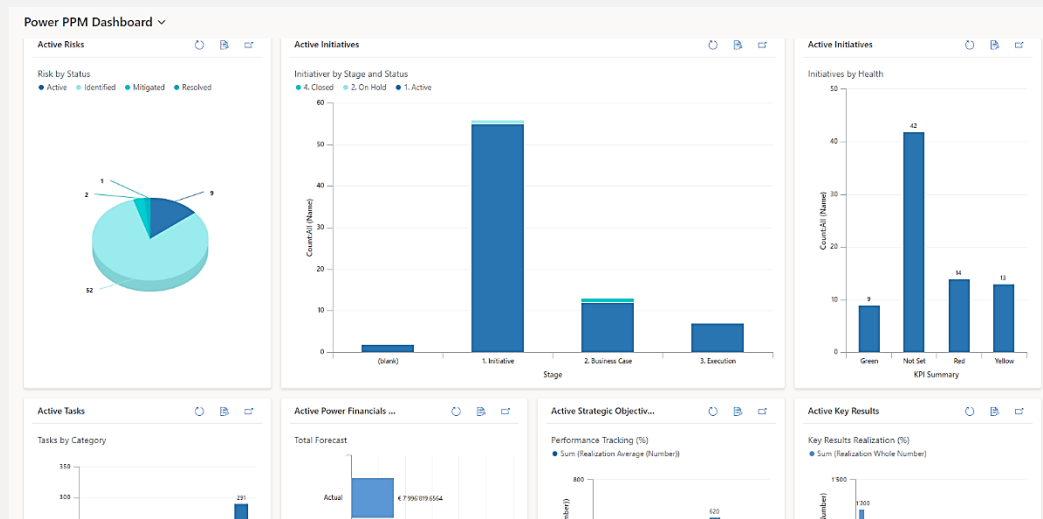 Power PPM Dashboard
Active Risks
Risk by Status
Active Identified Mitigated Resolved
1
2
9
52
Active Initiatives
Initiativer by Stage and Status
4. Closed 2. On Hold 1. Active
60
50
40
30
20
10
0
Count:All (Name)
(blank) 1. Initiative 2. Business Case 3. Execution
Stage
Active Initiatives
Initiatives by Health
50
40
30
20
10
0
Count:All (Name)
9 42 14 13
Green Not Set Red Yellow
KPI Summary
Active Tasks
Tasks by Category
350
300
291
Active Power Financials ...
Total Forecast
Actual
€ 7'996'819.6564
Active Strategic Objectiv...
Performance Tracking (%)
Sum (Realization Average (Number))
800
620
Active Key Results
Key Results Realization (%)
Sum (Realization Whole Number)
1'500
1'200